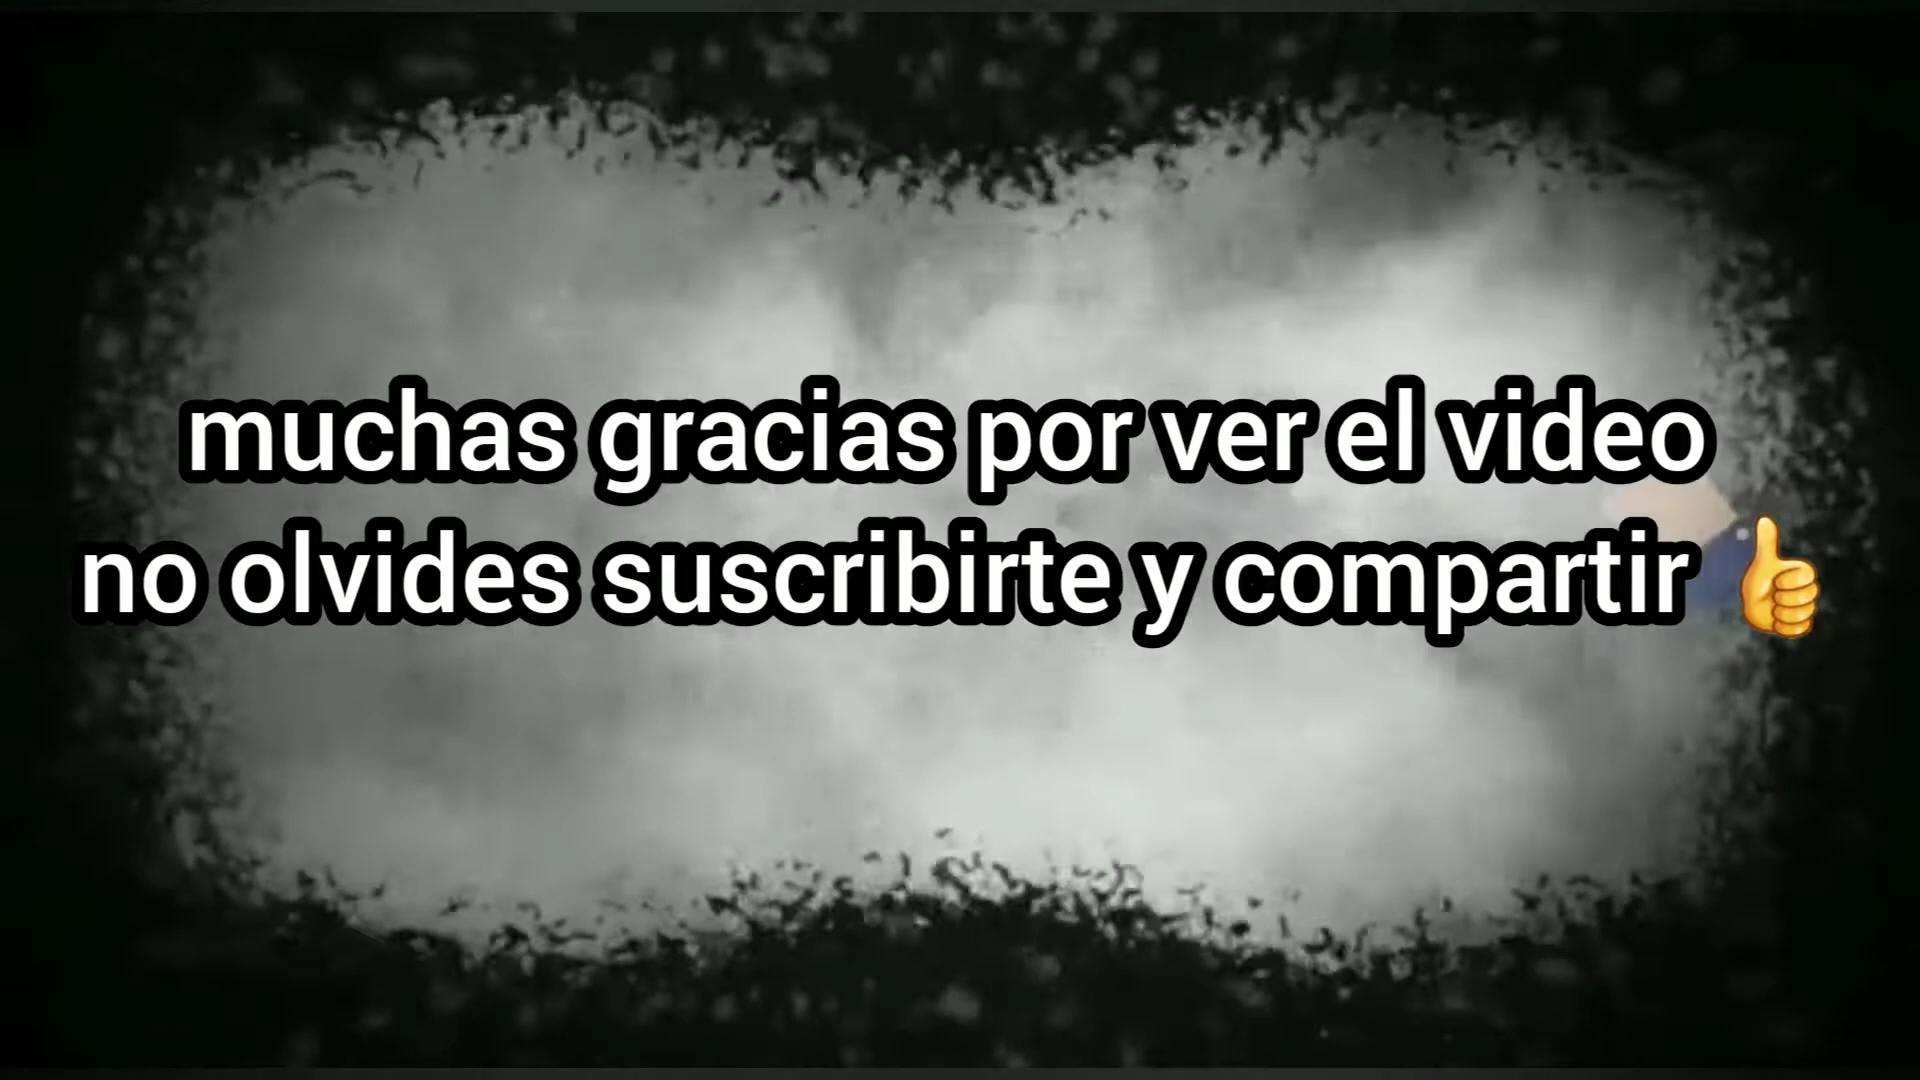 muchas gracias por ver el video
no olvides suscribirte y compartir 👍